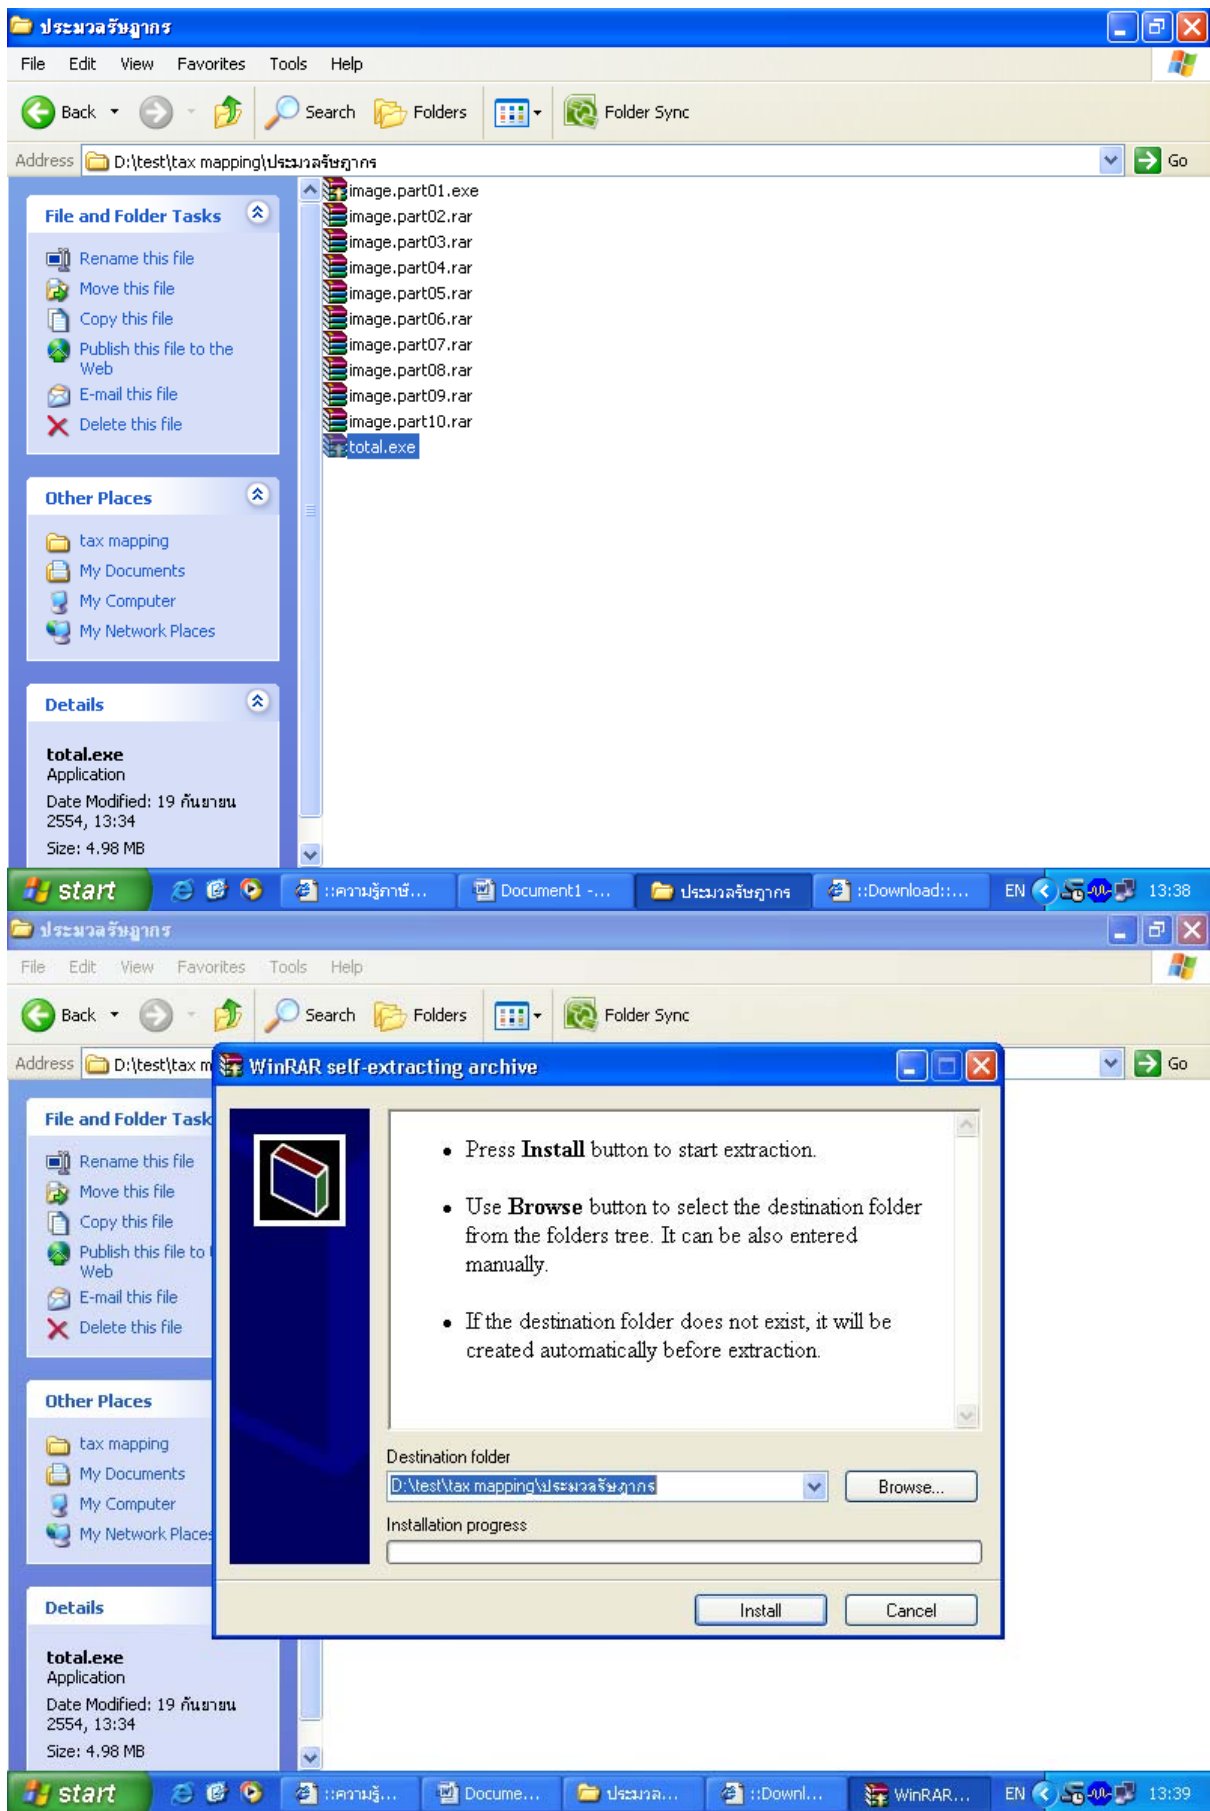 ประมวลรัษฎากร
File Edit View Favorites Tools Help
Back Search Folders Folder Sync
Address D:\test\tax mapping\ประมวลรัษฎากร Go
File and Folder Tasks
Rename this file
Move this file
Copy this file
Publish this file to the
Web
E-mail this file
Delete this file
Other Places
tax mapping
My Documents
My Computer
My Network Places
Details
total.exe
Application
Date Modified: 19 กันยายน
2554, 13:34
Size: 4.98 MB
image.part01.exe
image.part02.rar
image.part03.rar
image.part04.rar
image.part05.rar
image.part06.rar
image.part07.rar
image.part08.rar
image.part09.rar
image.part10.rar
total.exe
start ::ความรู้ภาษี... Document1 -... ประมวลรัษฎากร ::Download::... EN 13:38
ประมวลรัษฎากร
File Edit View Favorites Tools Help
Back Search Folders Folder Sync
Address D:\test\tax m Go
File and Folder Task
Rename this file
Move this file
Copy this file
Publish this file to
Web
E-mail this file
Delete this file
Other Places
tax mapping
My Documents
My Computer
My Network Places
Details
total.exe
Application
Date Modified: 19 กันยายน
2554, 13:34
Size: 4.98 MB
WinRAR self-extracting archive
• Press Install button to start extraction.
• Use Browse button to select the destination folder
from the folders tree. It can be also entered
manually.
• If the destination folder does not exist, it will be
created automatically before extraction.
Destination folder
D:\test\tax mapping\ประมวลรัษฎากร Browse...
Installation progress
Install Cancel
start ::ความรู้... Docume... ประมวล... ::Downl... WinRAR... EN 13:39